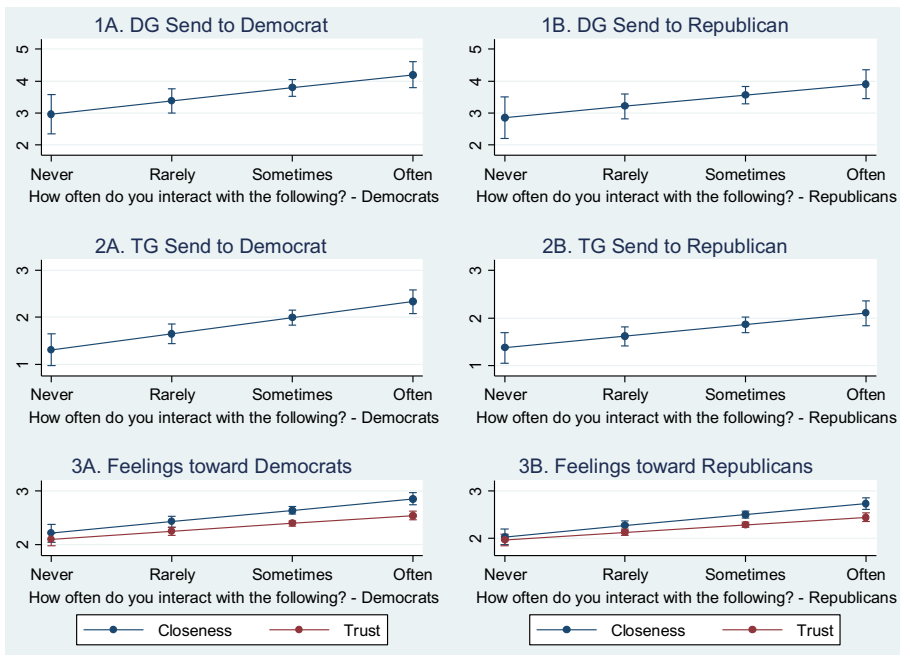 1A. DG Send to Democrat
5
4
3
2
Never Rarely Sometimes Often
How often do you interact with the following? - Democrats
1B. DG Send to Republican
5
4
3
2
Never Rarely Sometimes Often
How often do you interact with the following? - Republicans
2A. TG Send to Democrat
3
2
1
Never Rarely Sometimes Often
How often do you interact with the following? - Democrats
2B. TG Send to Republican
3
2
1
Never Rarely Sometimes Often
How often do you interact with the following? - Republicans
3A. Feelings toward Democrats
3
2
Never Rarely Sometimes Often
How often do you interact with the following? - Democrats
Closeness Trust
3B. Feelings toward Republicans
3
2
Never Rarely Sometimes Often
How often do you interact with the following? - Republicans
Closeness Trust